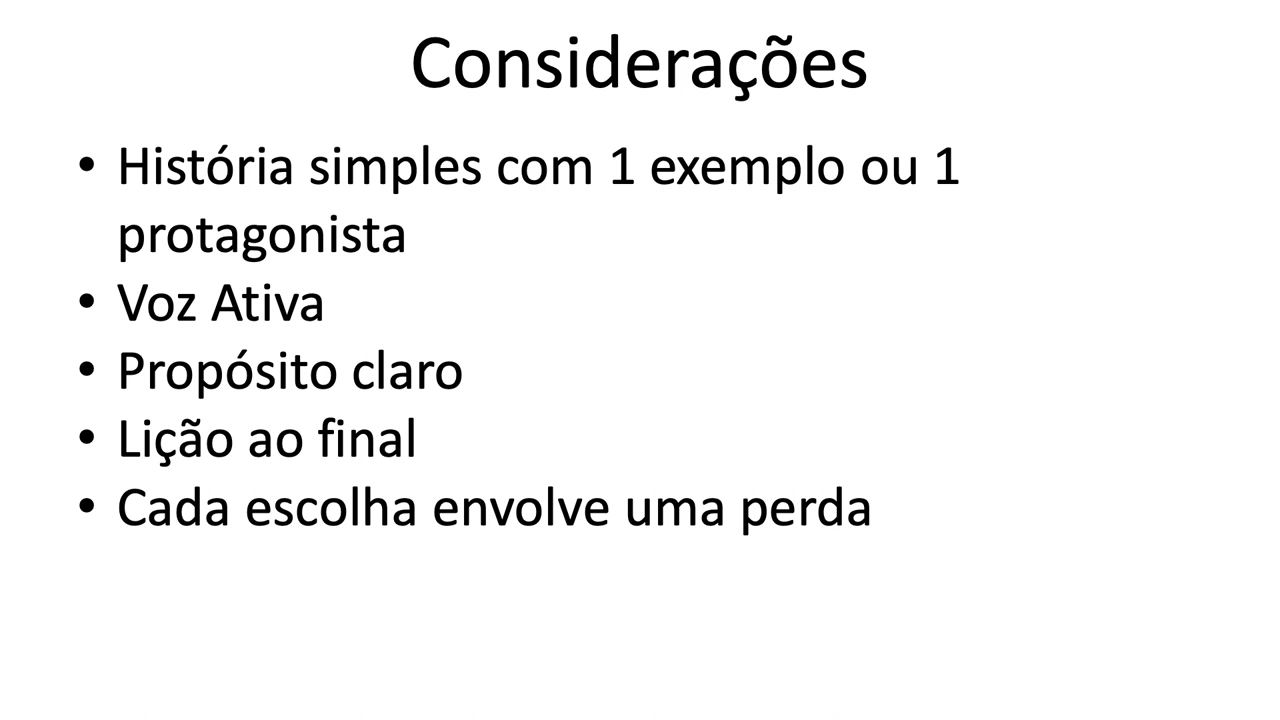 Considerações
• História simples com 1 exemplo ou 1
protagonista
• Voz Ativa
• Propósito claro
• Lição ao final
• Cada escolha envolve uma perda